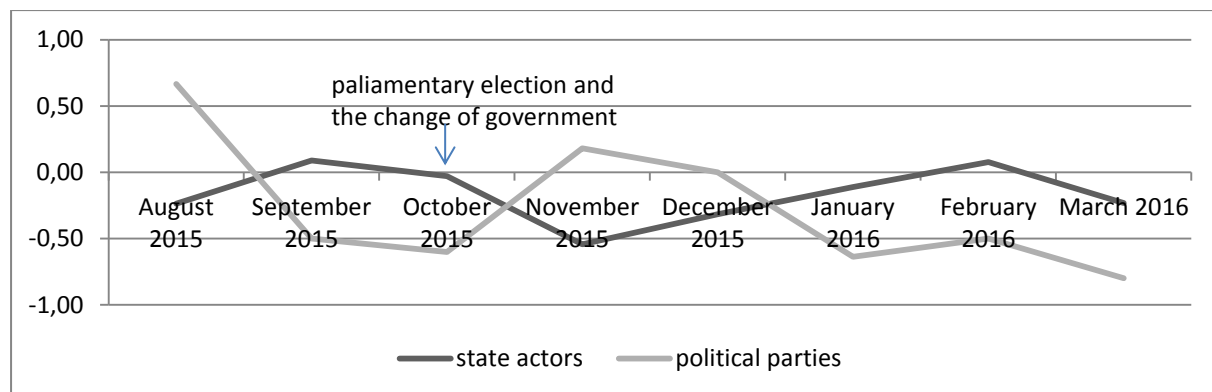 1,00
0,50
0,00
-0,50
-1,00
paliamentary election and
the change of government
August
2015
September
2015
October
2015
November
2015
December
2015
January
2016
February
2016
March 2016
state actors
political parties